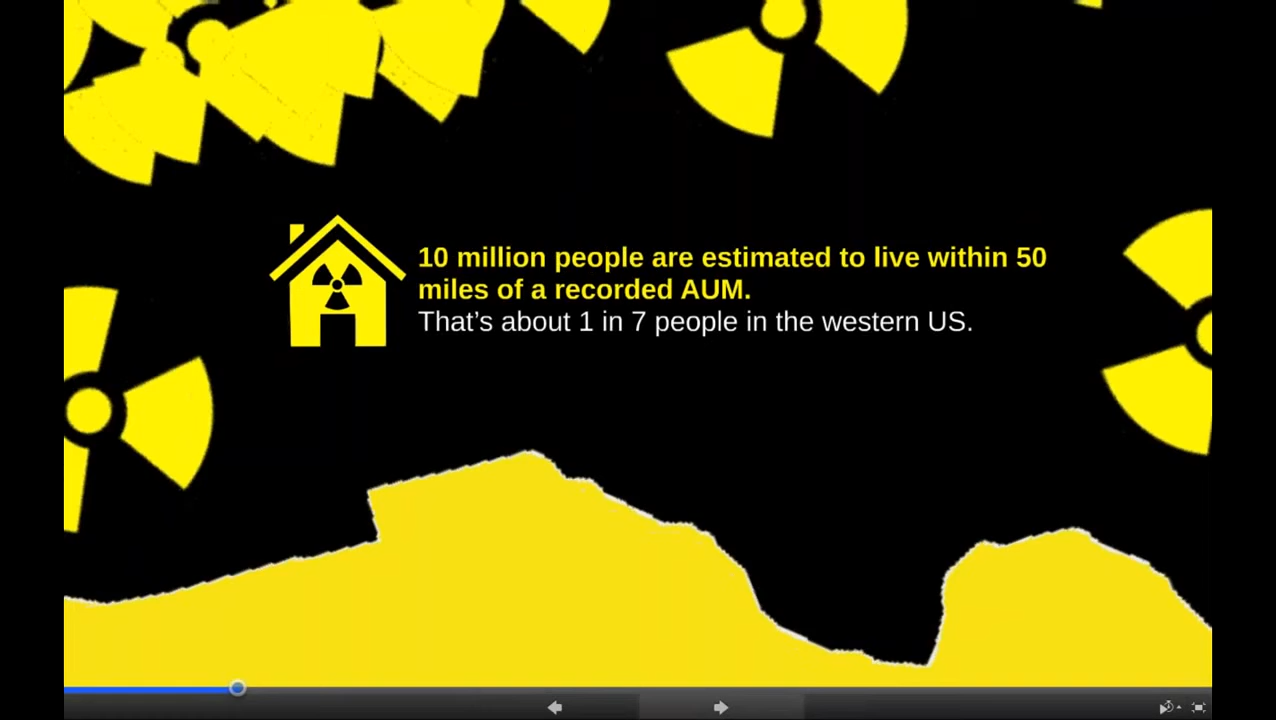 10 million people are estimated to live within 50
miles of a recorded AUM.
That’s about 1 in 7 people in the western US.